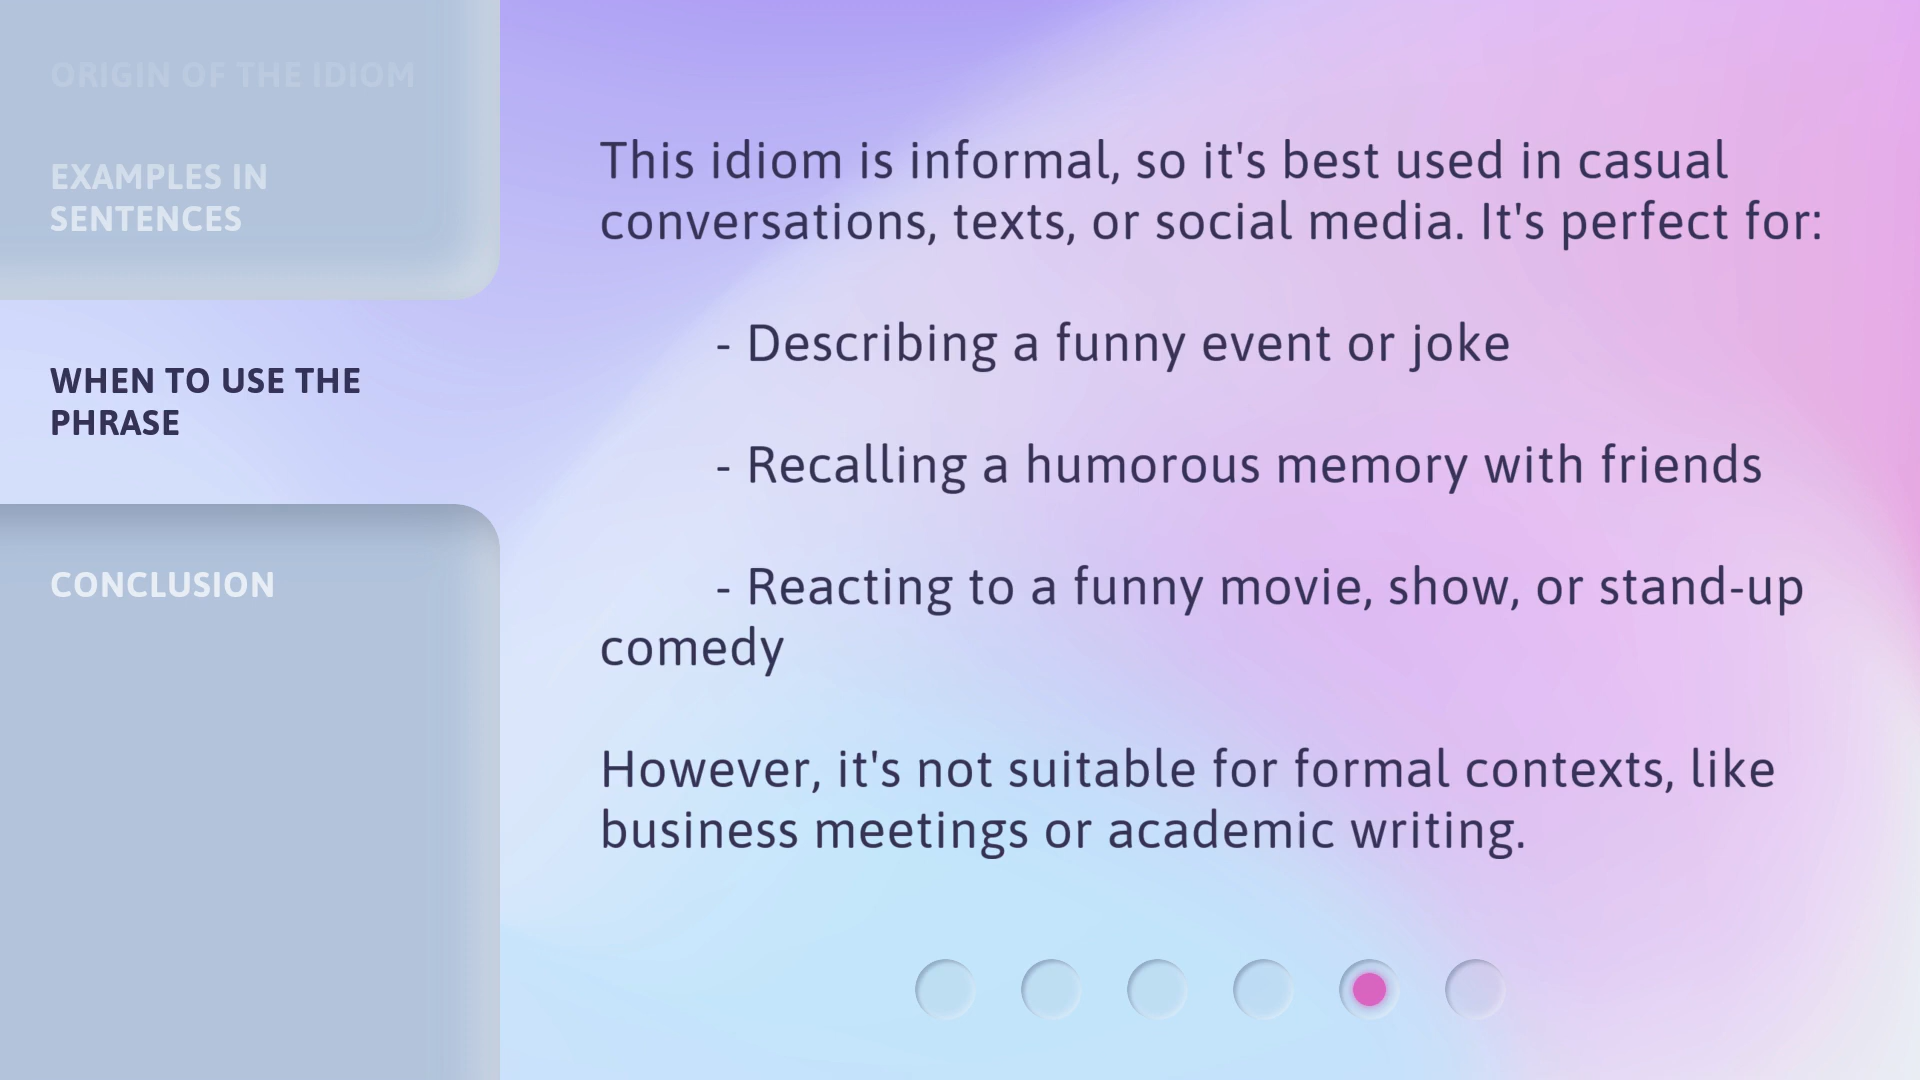 ORIGIN OF THE IDIOM
EXAMPLES IN
SENTENCES
WHEN TO USE THE
PHRASE
CONCLUSION
This idiom is informal, so it's best used in casual
conversations, texts, or social media. It's perfect for:
- Describing a funny event or joke
- Recalling a humorous memory with friends
- Reacting to a funny movie, show, or stand-up
comedy
However, it's not suitable for formal contexts, like
business meetings or academic writing.